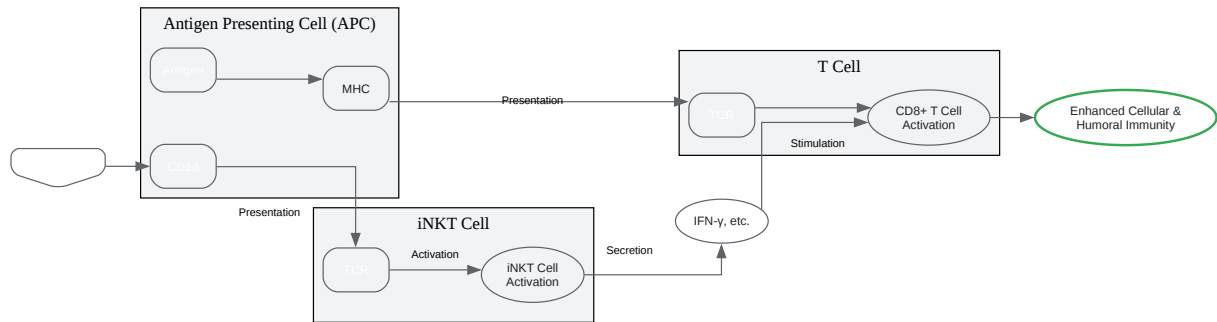 Antigen Presenting Cell (APC)
Antigen
MHC
Presentation
T Cell
TCR
CD8+ T Cell
Activation
Enhanced Cellular &
Humoral Immunity
Stimulation
CD1d
Presentation
iNKT Cell
TCR
Activation
iNKT Cell
Activation
Secretion
IFN-γ, etc.